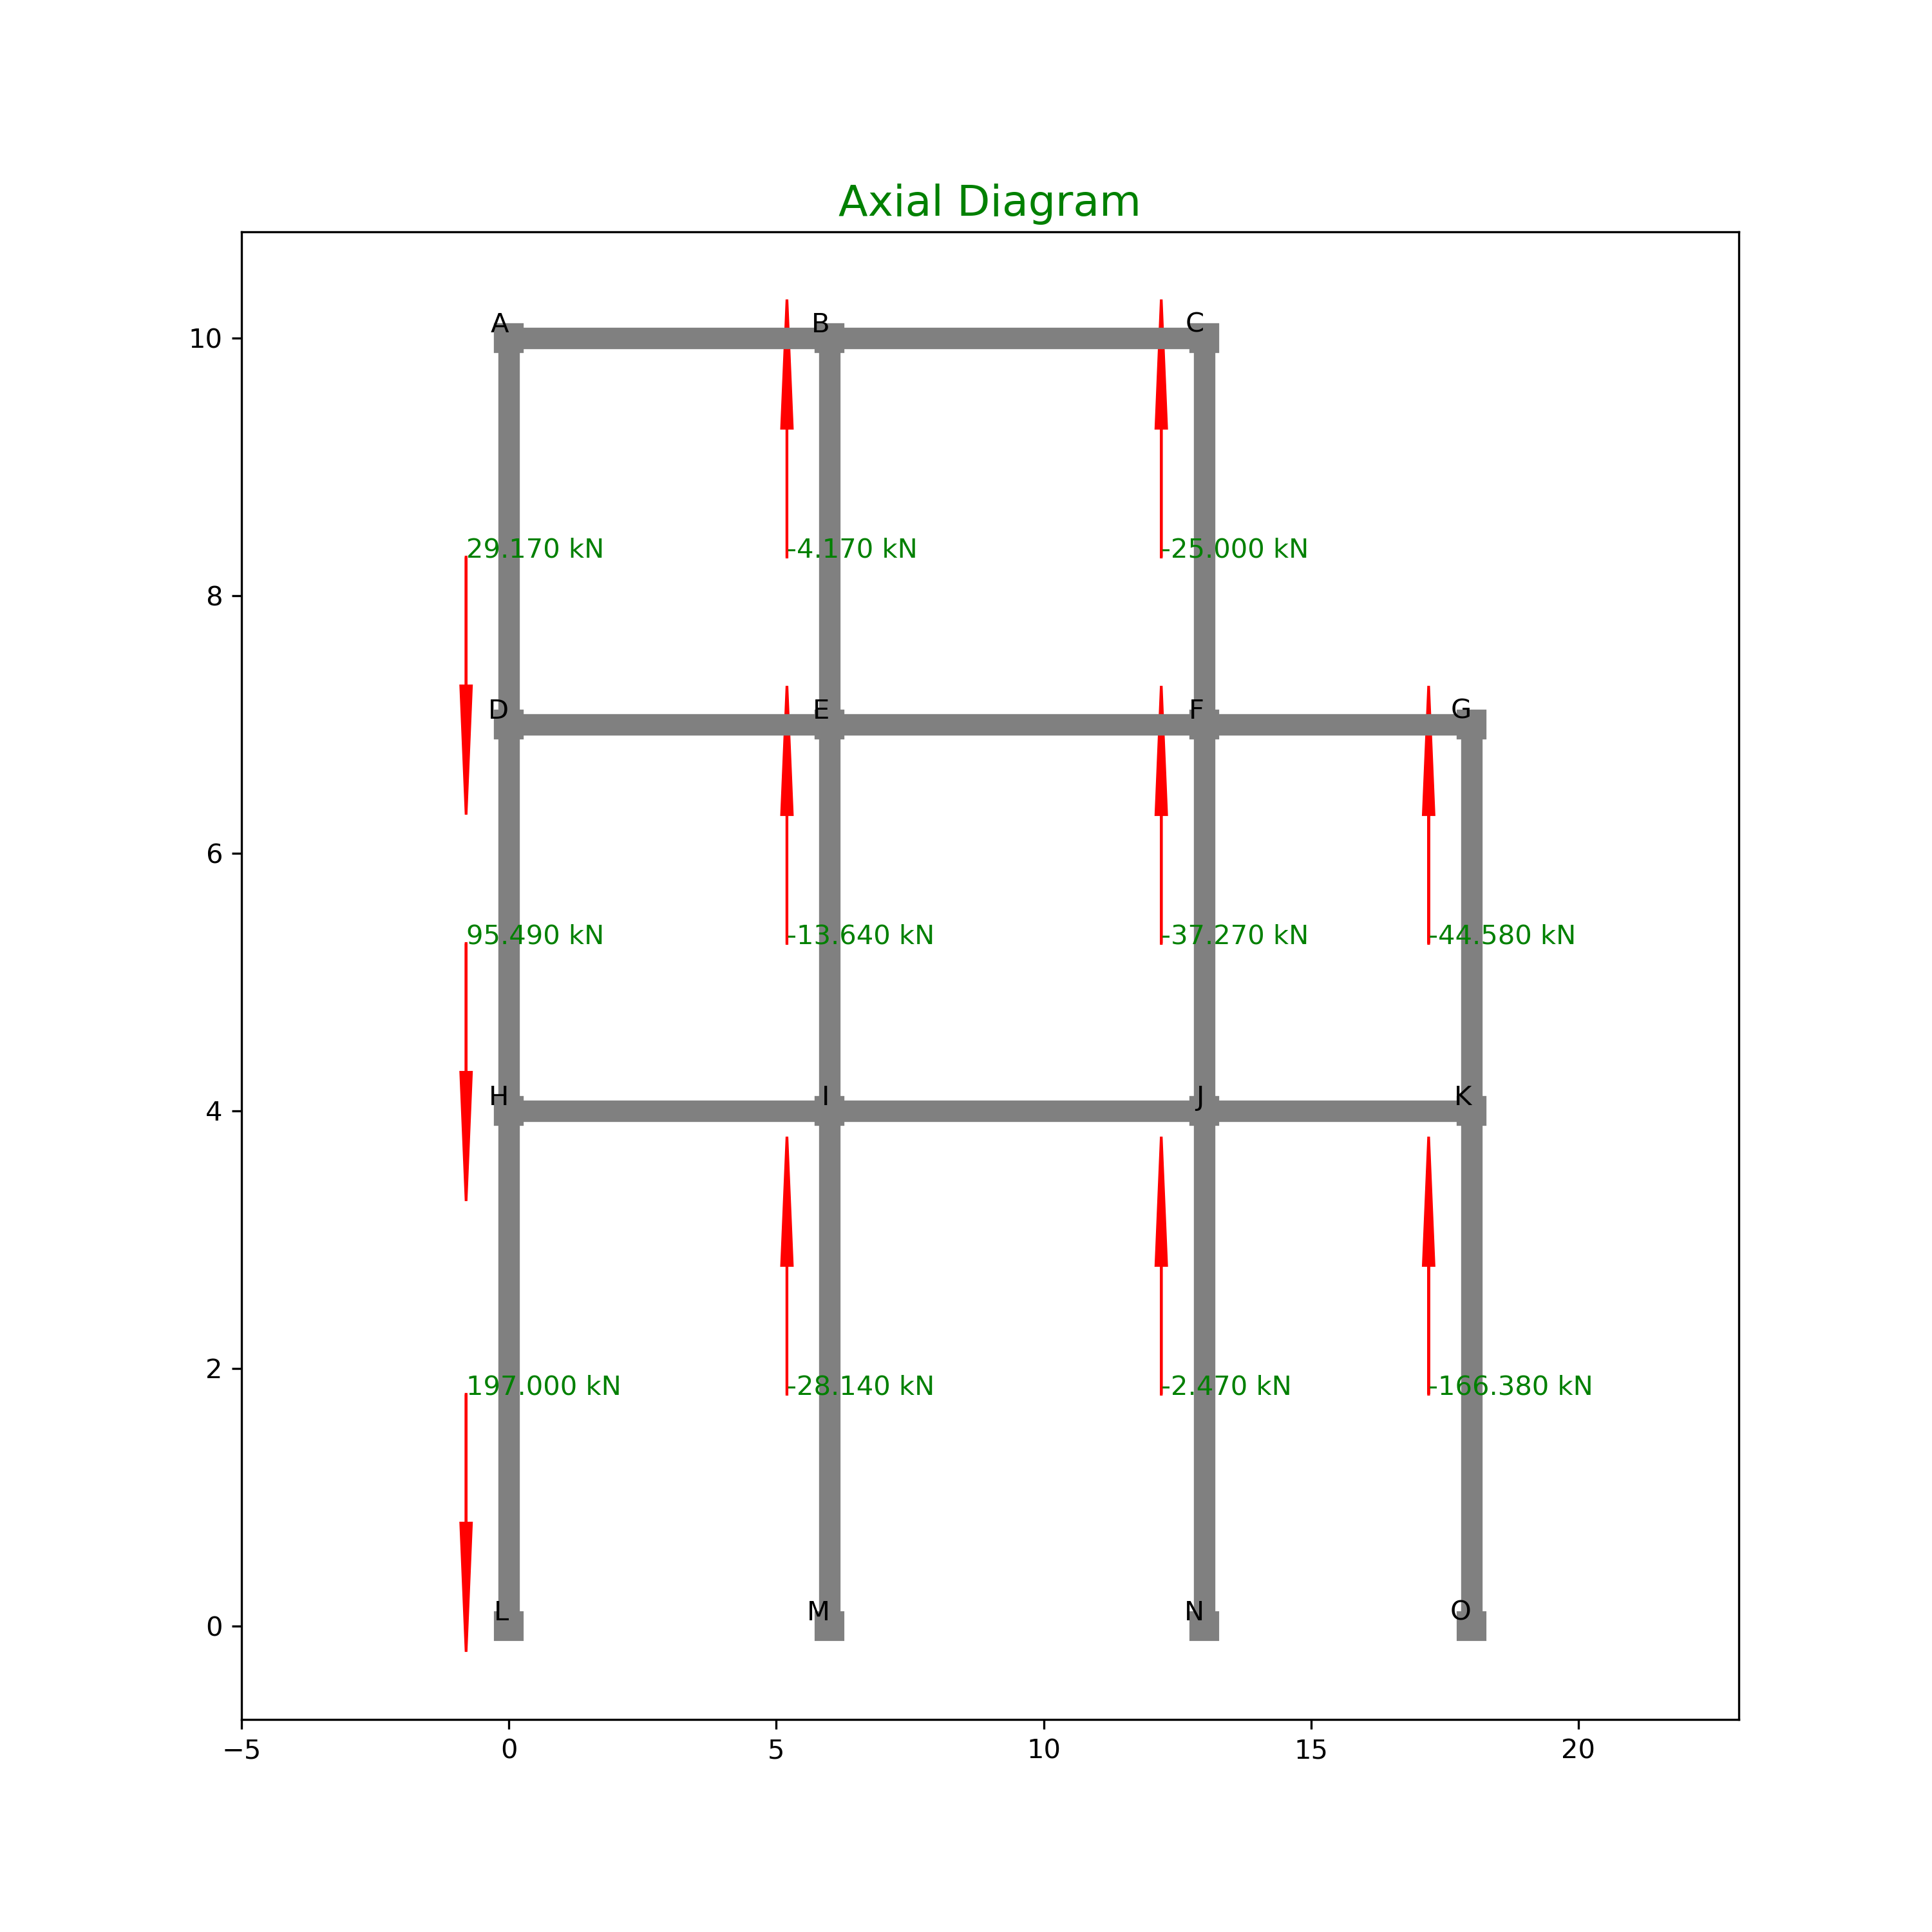 Axial Diagram
10
A
B
C
29.170 kN
-4.170 kN
-25.000 kN
8
D
E
F
G
6
95.490 kN
-13.640 kN
-37.270 kN
-44.580 kN
4
H
I
J
K
2
197.000 kN
-28.140 kN
-2.470 kN
-166.380 kN
0
L
M
N
O
−5
0
5
10
15
20